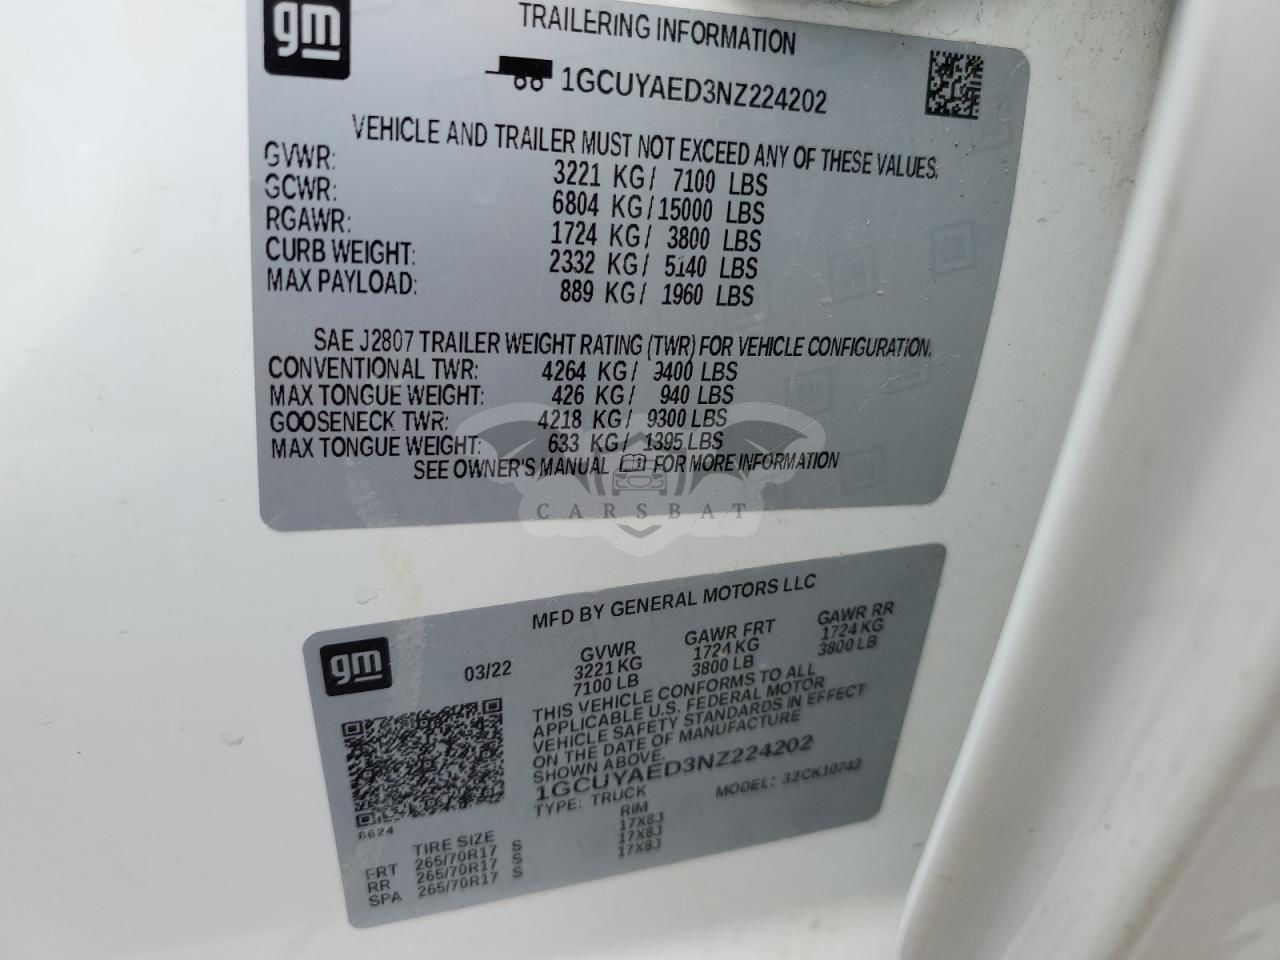 gm
TRAILERING INFORMATION
1GCUYAED3NZ224202
VEHICLE AND TRAILER MUST NOT EXCEED ANY OF THESE VALUES.
GVWR: 3221 KG/ 7100 LBS
GCWR: 6804 KG/ 15000 LBS
RGAWR: 1724 KG/ 3800 LBS
CURB WEIGHT: 2332 KG/ 5140 LBS
MAX PAYLOAD: 889 KG/ 1960 LBS
SAE J2807 TRAILER WEIGHT RATING (TWR) FOR VEHICLE CONFIGURATION.
CONVENTIONAL TWR: 4264 KG/ 9400 LBS
MAX TONGUE WEIGHT: 426 KG/ 940 LBS
GOOSENECK TWR: 4218 KG/ 9300 LBS
MAX TONGUE WEIGHT: 633 KG/ 1395 LBS
SEE OWNER'S MANUAL FOR MORE INFORMATION
CARSBAT
gm
MFD BY GENERAL MOTORS LLC
03/22
GVWR GAWR FRT GAWR RR
3221 KG 1724 KG 1724 KG
7100 LB 3800 LB 3800 LB
THIS VEHICLE CONFORMS TO ALL
APPLICABLE U.S. FEDERAL MOTOR
VEHICLE SAFETY STANDARDS IN EFFECT
ON THE DATE OF MANUFACTURE
SHOWN ABOVE.
1GCUYAED3NZ224202
TYPE: TRUCK MODEL: 32CK10743
8624
TIRE SIZE RIM
FRT 265/70R17 S 17X8J
RR 265/70R17 S 17X8J
SPA 265/70R17 S 17X8J